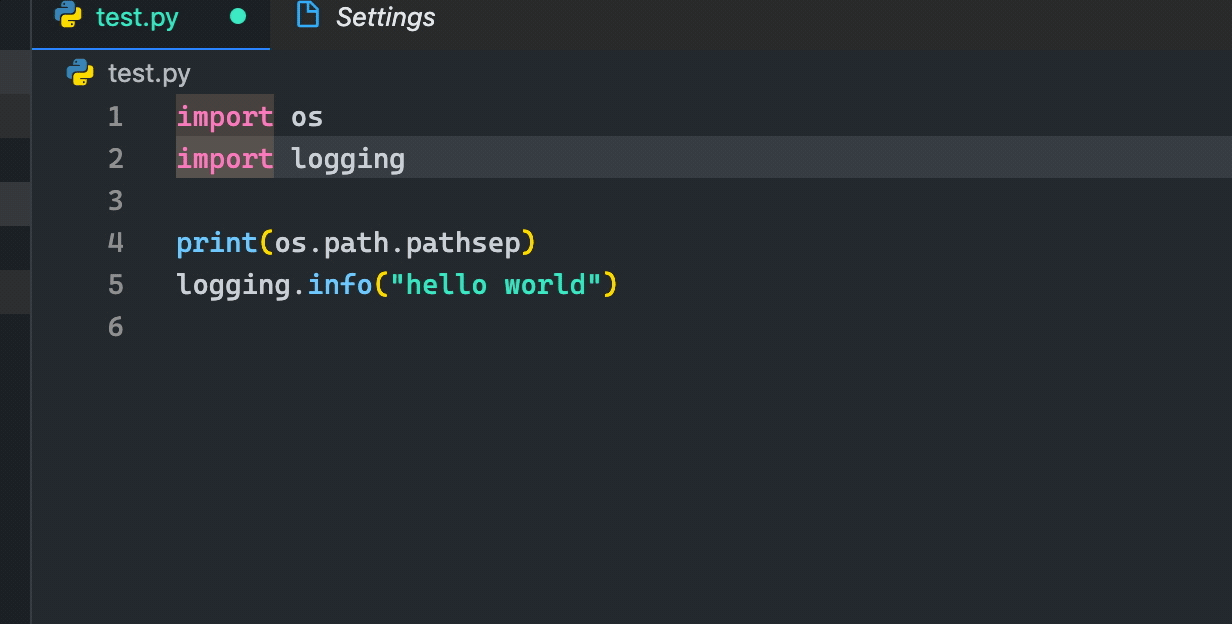 test.py
Settings
test.py
1 import os
2 import logging
3
4 print(os.path.pathsep)
5 logging.info("hello world")
6